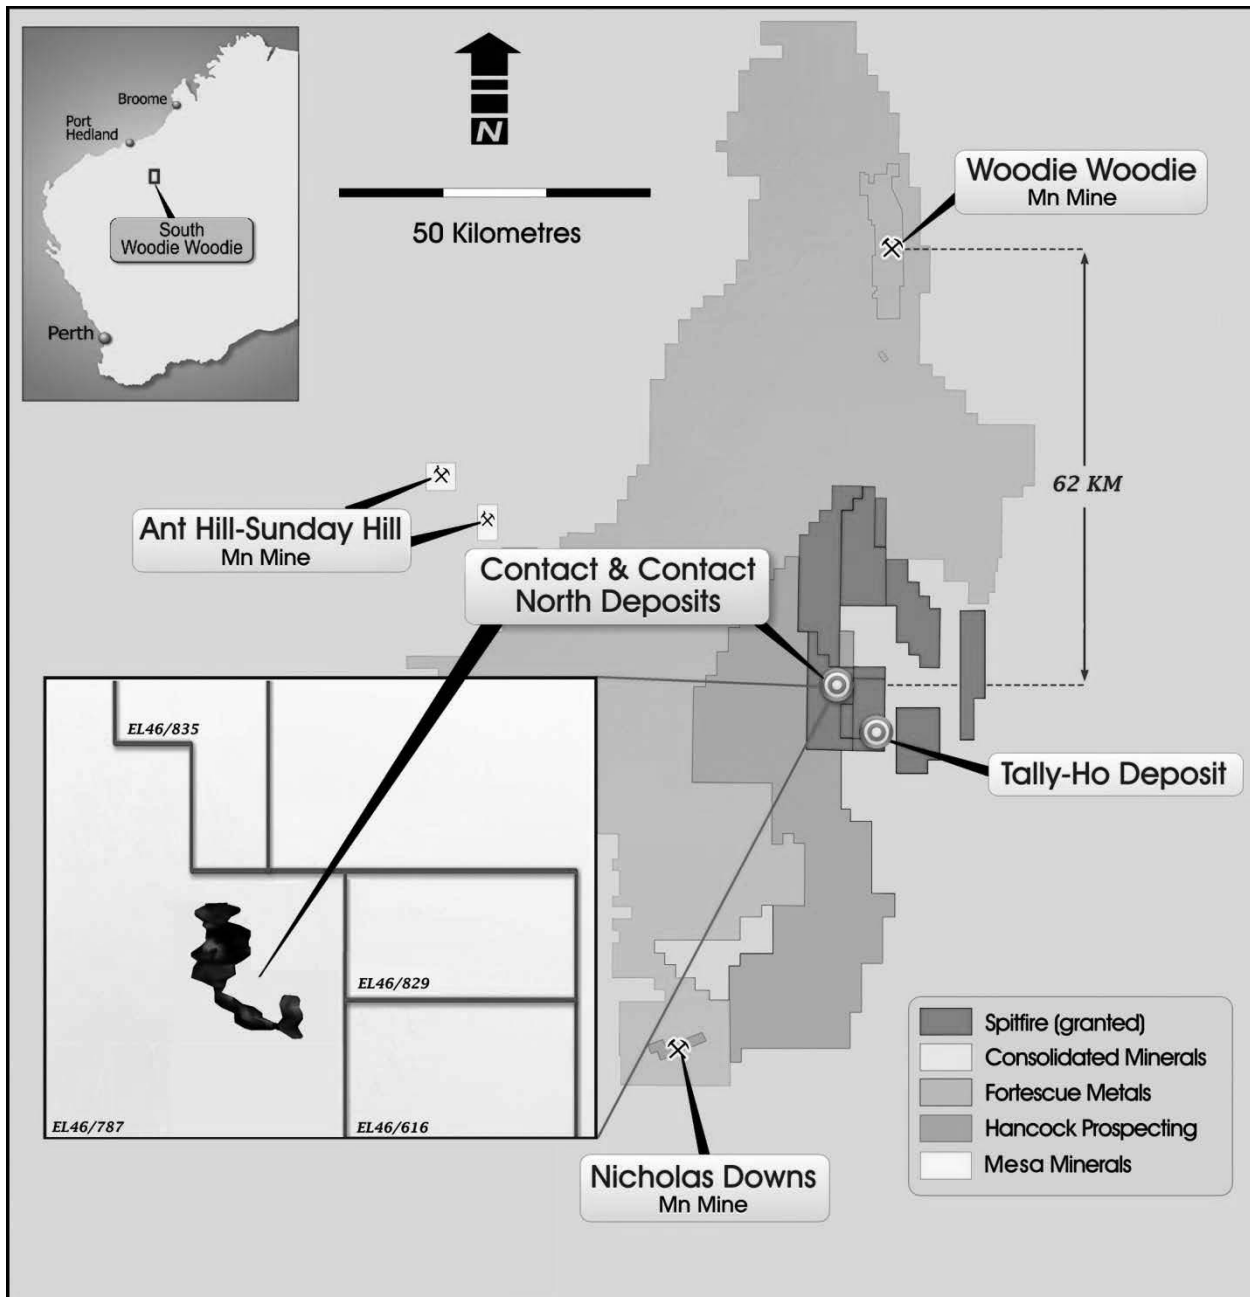 Broome
Port
Hedland
South
Woodie Woodie
Perth
N
50 Kilometres
Woodie Woodie
Mn Mine
62 KM
Ant Hill-Sunday Hill
Mn Mine
Contact & Contact
North Deposits
Tally-Ho Deposit
EL46/835
EL46/829
EL46/787
EL46/616
Nicholas Downs
Mn Mine
Spitfire (granted)
Consolidated Minerals
Fortescue Metals
Hancock Prospecting
Mesa Minerals